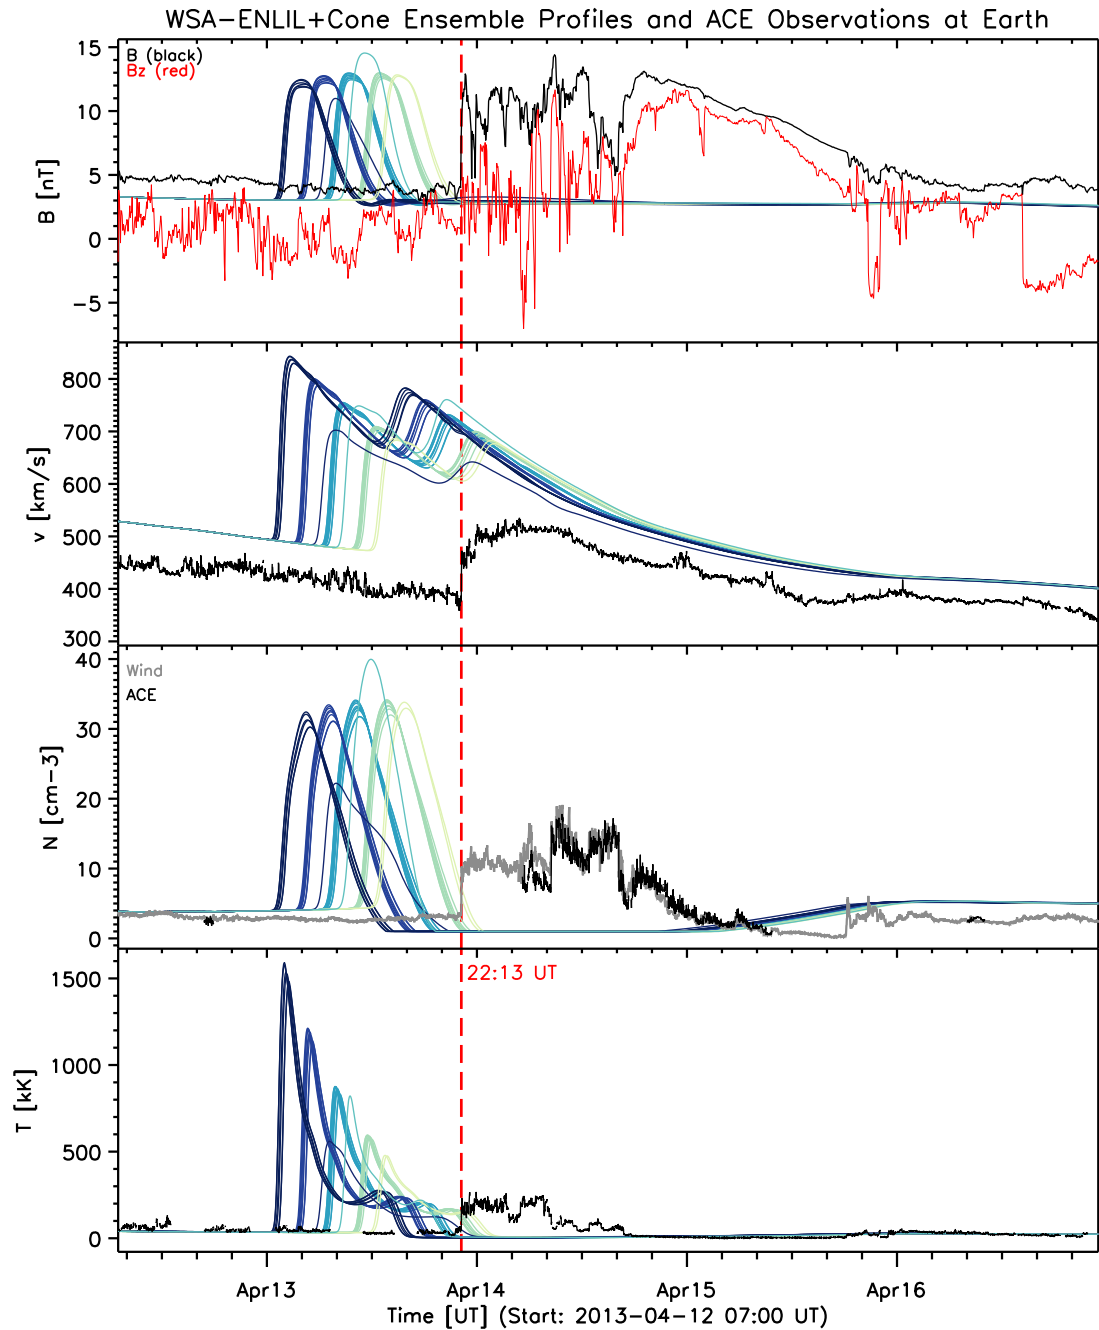 WSA-ENLIL+Cone Ensemble Profiles and ACE Observations at Earth
B (black)
Bz (red)
15
10
5
0
-5
B [nT]
800
700
600
500
400
300
v [km/s]
Wind
ACE
40
30
20
10
0
N [cm-3]
22:13 UT
1500
1000
500
0
T [kK]
Apr13 Apr14 Apr15 Apr16
Time [UT] (Start: 2013-04-12 07:00 UT)